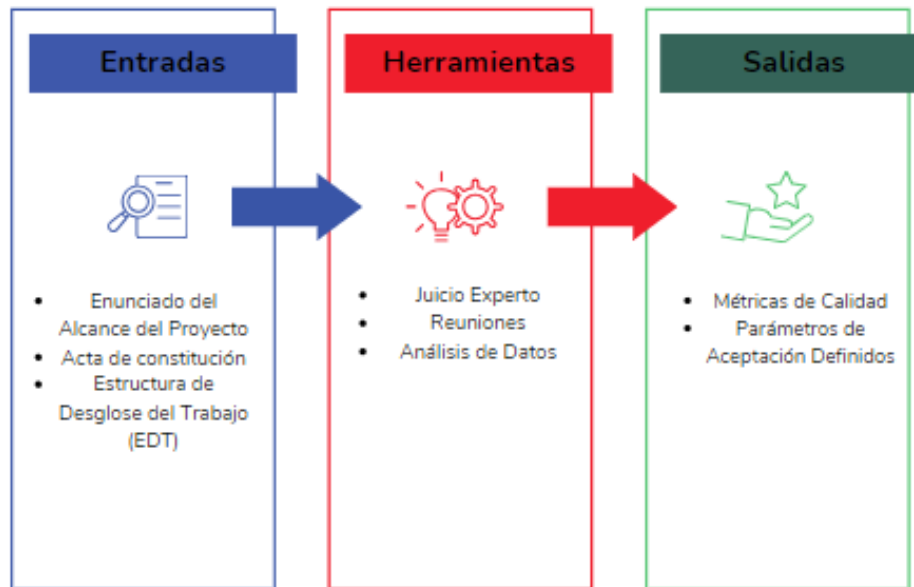 Entradas
Enunciado del
Alcance del Proyecto
Acta de constitución
Estructura de
Desglose del Trabajo
(EDT)
Herramientas
Juicio Experto
Reuniones
Análisis de Datos
Salidas
Métricas de Calidad
Parámetros de
Aceptación Definidos